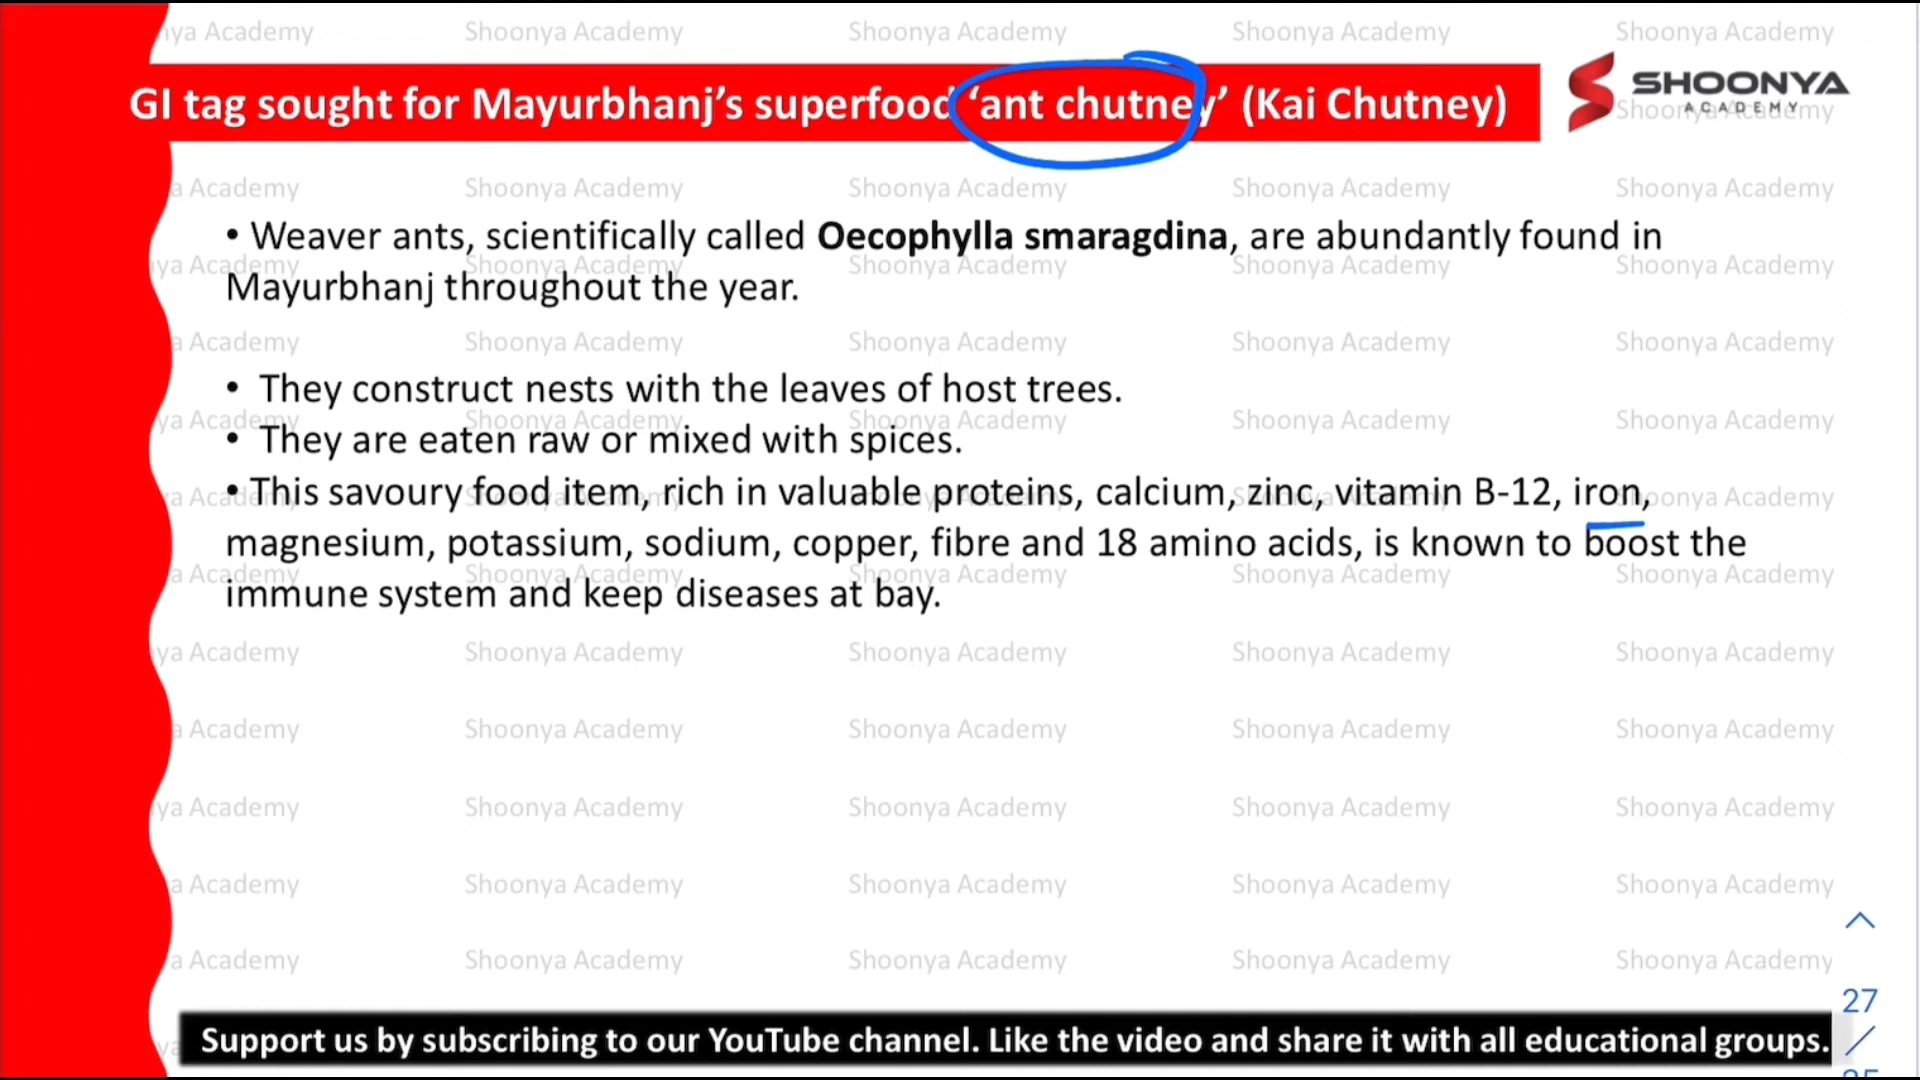 GI tag sought for Mayurbhanj’s superfood ‘ant chutney’ (Kai Chutney)
SHOONYA
ACADEMY
• Weaver ants, scientifically called Oecophylla smaragdina, are abundantly found in
Mayurbhanj throughout the year.
• They construct nests with the leaves of host trees.
• They are eaten raw or mixed with spices.
• This savoury food item, rich in valuable proteins, calcium, zinc, vitamin B-12, iron,
magnesium, potassium, sodium, copper, fibre and 18 amino acids, is known to boost the
immune system and keep diseases at bay.
Shoonya Academy
27
/
Support us by subscribing to our YouTube channel. Like the video and share it with all educational groups.